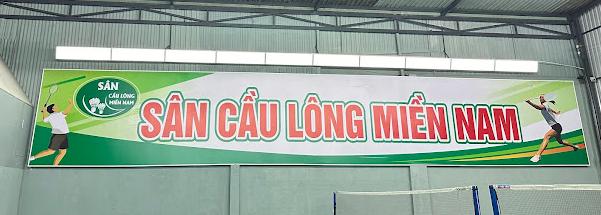 SÂN
CẦU LÔNG
MIỀN NAM
SÂN CẦU LÔNG MIỀN NAM